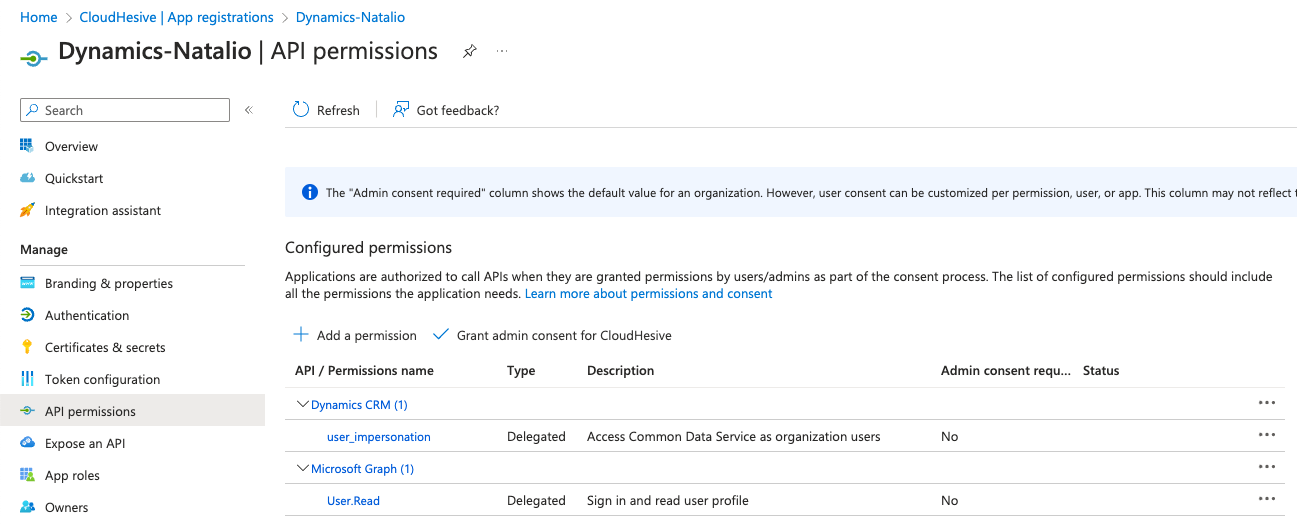 Home > CloudHesive | App registrations > Dynamics-Natalio
Dynamics-Natalio | API permissions
Search
Refresh
Got feedback?
Overview
Quickstart
Integration assistant
Manage
Branding & properties
Authentication
Certificates & secrets
Token configuration
API permissions
Expose an API
App roles
Owners
The "Admin consent required" column shows the default value for an organization. However, user consent can be customized per permission, user, or app. This column may not reflect
Configured permissions
Applications are authorized to call APIs when they are granted permissions by users/admins as part of the consent process. The list of configured permissions should include
all the permissions the application needs. Learn more about permissions and consent
Add a permission
Grant admin consent for CloudHesive
API / Permissions name Type Description Admin consent requ... Status
Dynamics CRM (1)
user_impersonation Delegated Access Common Data Service as organization users No
Microsoft Graph (1)
User.Read Delegated Sign in and read user profile No